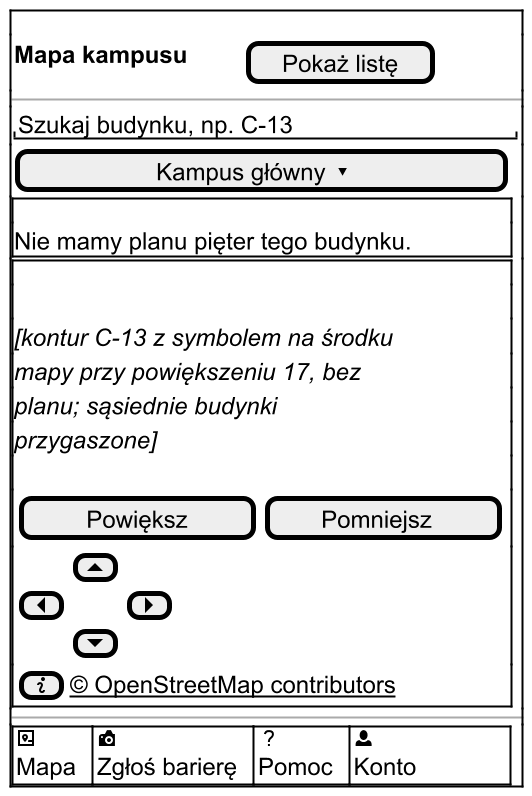 Mapa kampusu
Pokaż listę
Szukaj budynku, np. C-13
Kampus główny ▾
Nie mamy planu pięter tego budynku.
[kontur C-13 z symbolem na środku
mapy przy powiększeniu 17, bez
planu; sąsiednie budynki
przygaszone]
Powiększ
Pomniejsz
i © OpenStreetMap contributors
?
Mapa
Zgłoś barierę
Pomoc
Konto